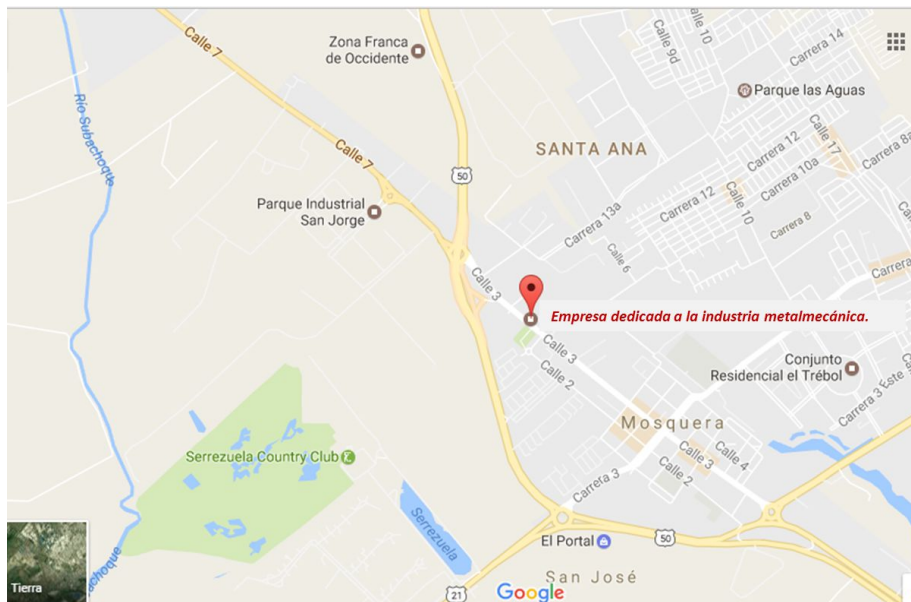 Calle 7
Zona Franca
de Occidente
Calle 10
Calle 9d
Carrera 14
Parque las Aguas
Río Subachoque
Calle 7
50
SANTA ANA
Carrera 12
Calle 17
Carrera 8a
Carrera 10a
Carrera 12
Calle 10
Parque Industrial
San Jorge
Carrera 13a
Carrera 8
Calle 6
Calle 3
Carrera
Empresa dedicada a la industria metalmecánica.
Calle 3
Calle 2
Conjunto
Residencial el Trébol
Carrera 3 Este
Mosquera
Serrezuela Country Club
Calle 3
Calle 4
Calle 2
Carrera 3
Serrezuela
El Portal
50
San José
Tierra
21
Google